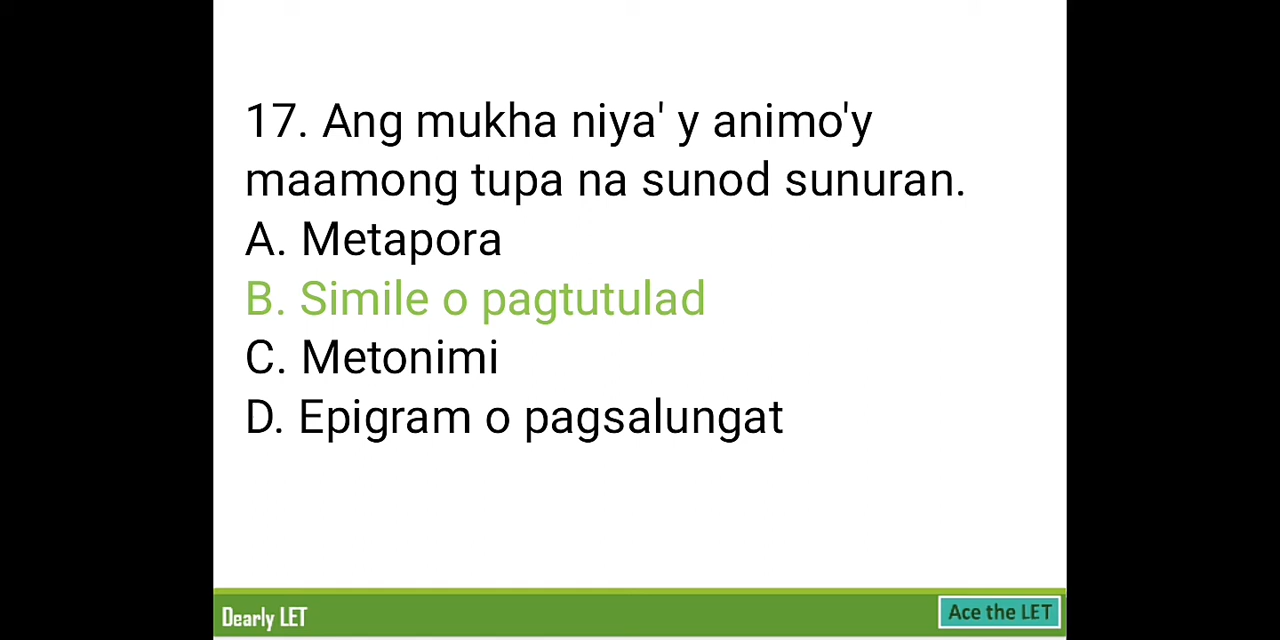 17. Ang mukha niya' y animo'y
maamong tupa na sunod sunuran.
A. Metapora
B. Simile o pagtutulad
C. Metonimi
D. Epigram o pagsalungat
Dearly LET
Ace the LET